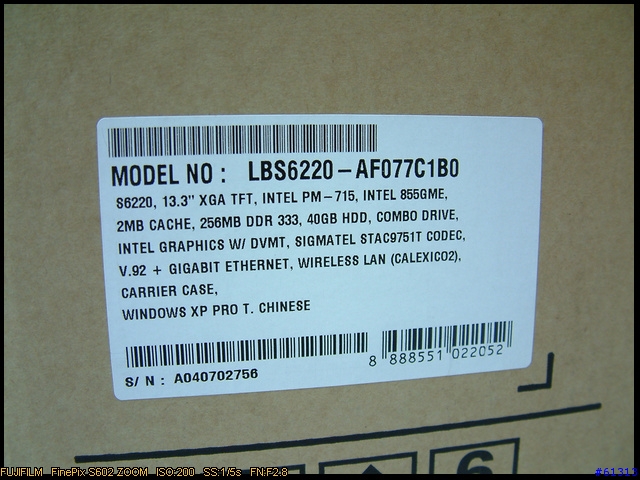 MODEL NO : LBS6220-AF077C1B0
S6220, 13.3" XGA TFT, INTEL PM-715, INTEL 855GME,
2MB CACHE, 256MB DDR 333, 40GB HDD, COMBO DRIVE,
INTEL GRAPHICS W/ DVMT, SIGMATEL STAC9751T CODEC,
V.92 + GIGABIT ETHERNET, WIRELESS LAN (CALEXICO2),
CARRIER CASE,
WINDOWS XP PRO T. CHINESE
8 888551 022052
S/ N : A040702756
6
FUJIFILM FinePix S602 ZOOM ISO:200 SS:1/5s FN:F2.8